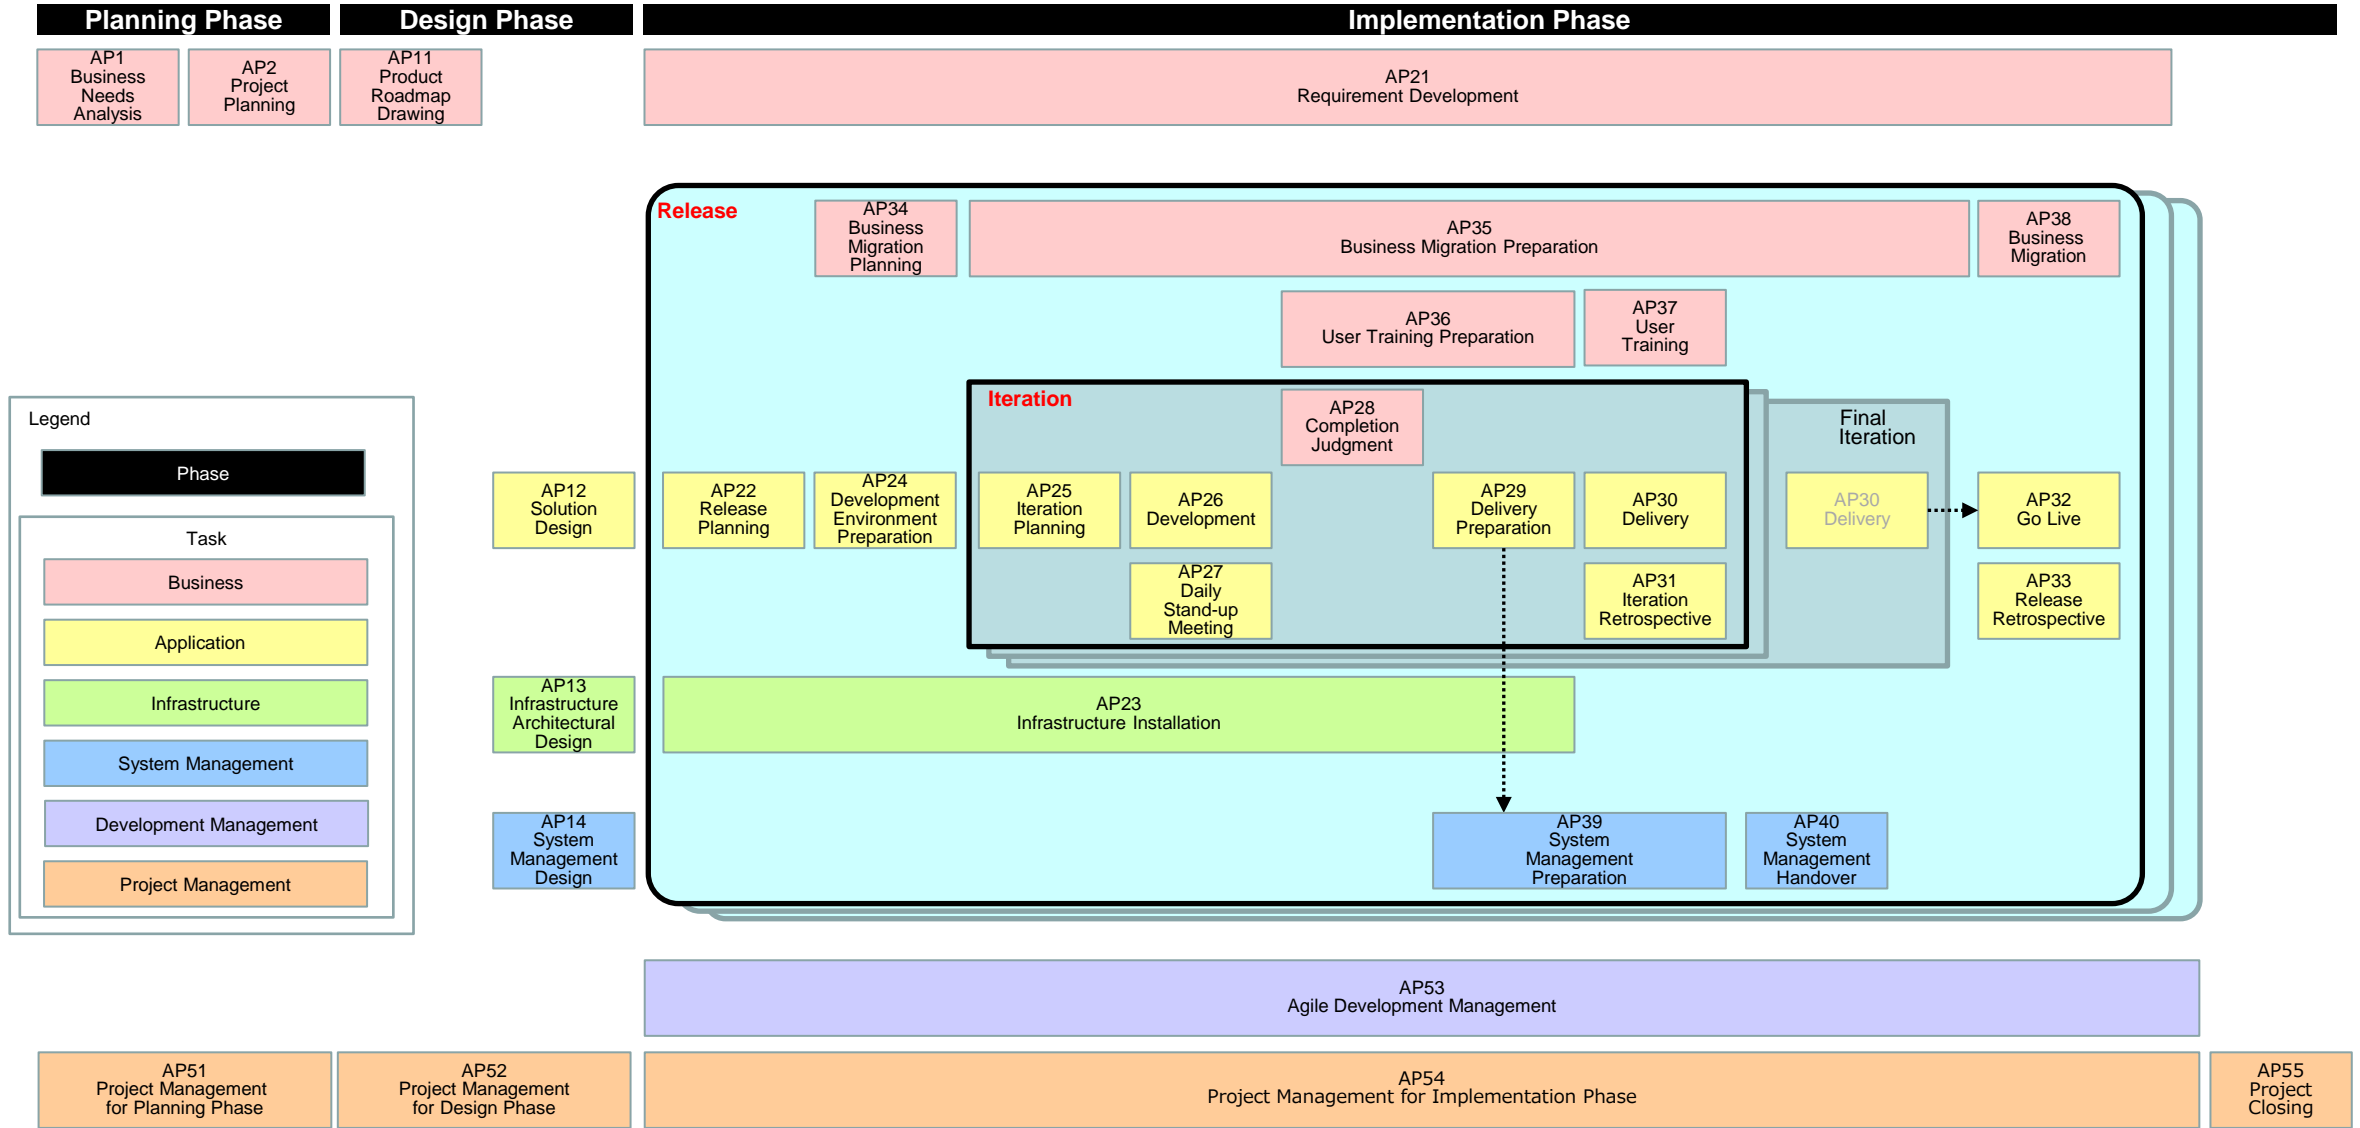 Planning Phase
Design Phase
Implementation Phase
AP1
Business
Needs
Analysis
AP2
Project
Planning
AP11
Product
Roadmap
Drawing
AP21
Requirement Development
Release
AP34
Business
Migration
Planning
AP35
Business Migration Preparation
AP38
Business
Migration
AP36
User Training Preparation
AP37
User
Training
Iteration
AP28
Completion
Judgment
Final
Iteration
AP12
Solution
Design
AP22
Release
Planning
AP24
Development
Environment
Preparation
AP25
Iteration
Planning
AP26
Development
AP29
Delivery
Preparation
AP30
Delivery
AP30
Delivery
AP32
Go Live
AP27
Daily
Stand-up
Meeting
AP31
Iteration
Retrospective
AP33
Release
Retrospective
AP13
Infrastructure
Architectural
Design
AP23
Infrastructure Installation
AP14
System
Management
Design
AP39
System
Management
Preparation
AP40
System
Management
Handover
Legend
Phase
Task
Business
Application
Infrastructure
System Management
Development Management
Project Management
AP53
Agile Development Management
AP51
Project Management
for Planning Phase
AP52
Project Management
for Design Phase
AP54
Project Management for Implementation Phase
AP55
Project
Closing